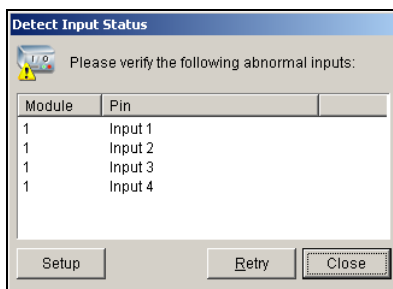 Detect Input Status
I / O
Please verify the following abnormal inputs:
Module Pin
1 Input 1
1 Input 2
1 Input 3
1 Input 4
Setup Retry Close